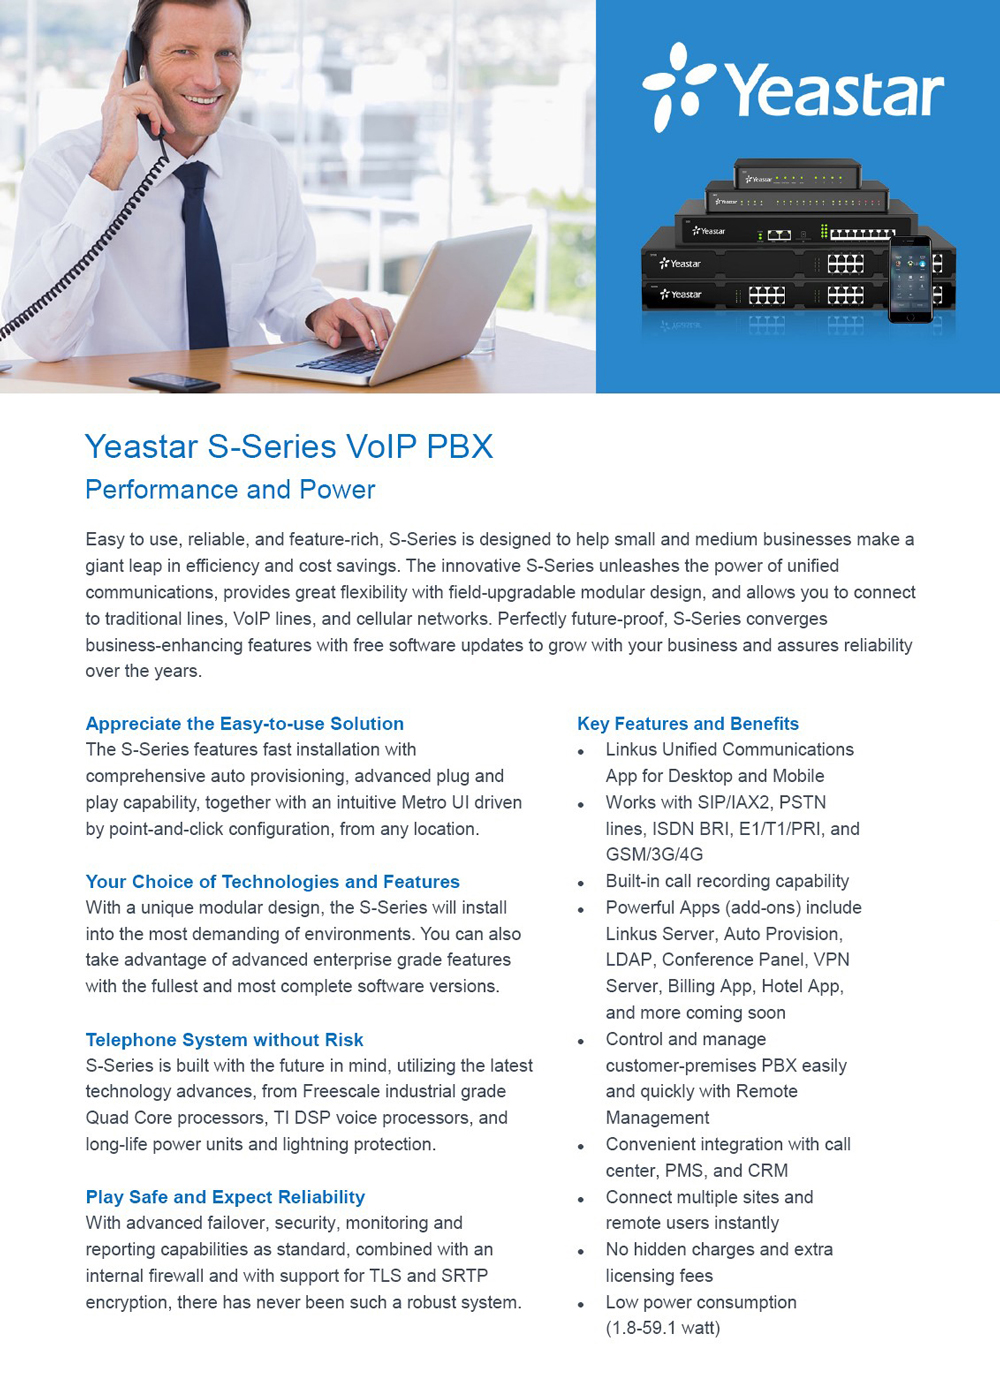 Yeastar
Yeastar
Yeastar
Yeastar
Yeastar
Yeastar
Yeastar S-Series VoIP PBX
Performance and Power
Easy to use, reliable, and feature-rich, S-Series is designed to help small and medium businesses make a
giant leap in efficiency and cost savings. The innovative S-Series unleashes the power of unified
communications, provides great flexibility with field-upgradable modular design, and allows you to connect
to traditional lines, VoIP lines, and cellular networks. Perfectly future-proof, S-Series converges
business-enhancing features with free software updates to grow with your business and assures reliability
over the years.
Appreciate the Easy-to-use Solution
The S-Series features fast installation with
comprehensive auto provisioning, advanced plug and
play capability, together with an intuitive Metro UI driven
by point-and-click configuration, from any location.
Your Choice of Technologies and Features
With a unique modular design, the S-Series will install
into the most demanding of environments. You can also
take advantage of advanced enterprise grade features
with the fullest and most complete software versions.
Telephone System without Risk
S-Series is built with the future in mind, utilizing the latest
technology advances, from Freescale industrial grade
Quad Core processors, TI DSP voice processors, and
long-life power units and lightning protection.
Play Safe and Expect Reliability
With advanced failover, security, monitoring and
reporting capabilities as standard, combined with an
internal firewall and with support for TLS and SRTP
encryption, there has never been such a robust system.
Key Features and Benefits
• Linkus Unified Communications
App for Desktop and Mobile
• Works with SIP/IAX2, PSTN
lines, ISDN BRI, E1/T1/PRI, and
GSM/3G/4G
• Built-in call recording capability
• Powerful Apps (add-ons) include
Linkus Server, Auto Provision,
LDAP, Conference Panel, VPN
Server, Billing App, Hotel App,
and more coming soon
• Control and manage
customer-premises PBX easily
and quickly with Remote
Management
• Convenient integration with call
center, PMS, and CRM
• Connect multiple sites and
remote users instantly
• No hidden charges and extra
licensing fees
• Low power consumption
(1.8-59.1 watt)